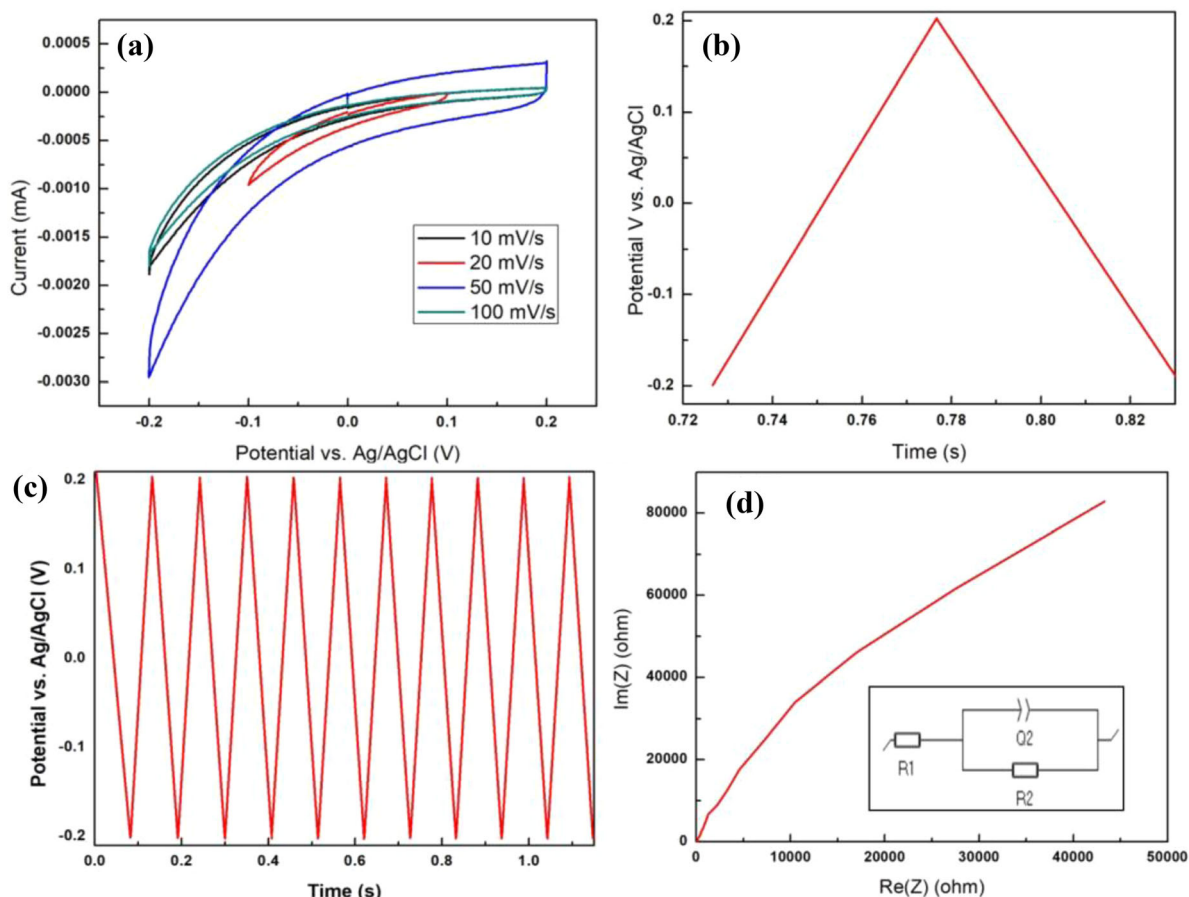 (a)
0.0005
0.0000
-0.0005
-0.0010
-0.0015
-0.0020
-0.0025
-0.0030
Current (mA)
10 mV/s
20 mV/s
50 mV/s
100 mV/s
-0.2 -0.1 0.0 0.1 0.2
Potential vs. Ag/AgCl (V)
(b)
0.2
0.1
0.0
-0.1
-0.2
Potential V vs. Ag/AgCl
0.72 0.74 0.76 0.78 0.80 0.82
Time (s)
(c)
0.2
0.1
0.0
-0.1
-0.2
Potential vs. Ag/AgCl (V)
0.0 0.2 0.4 0.6 0.8 1.0
Time (s)
(d)
80000
60000
40000
20000
0
Im(Z) (ohm)
R1
Q2
R2
0 10000 20000 30000 40000 50000
Re(Z) (ohm)